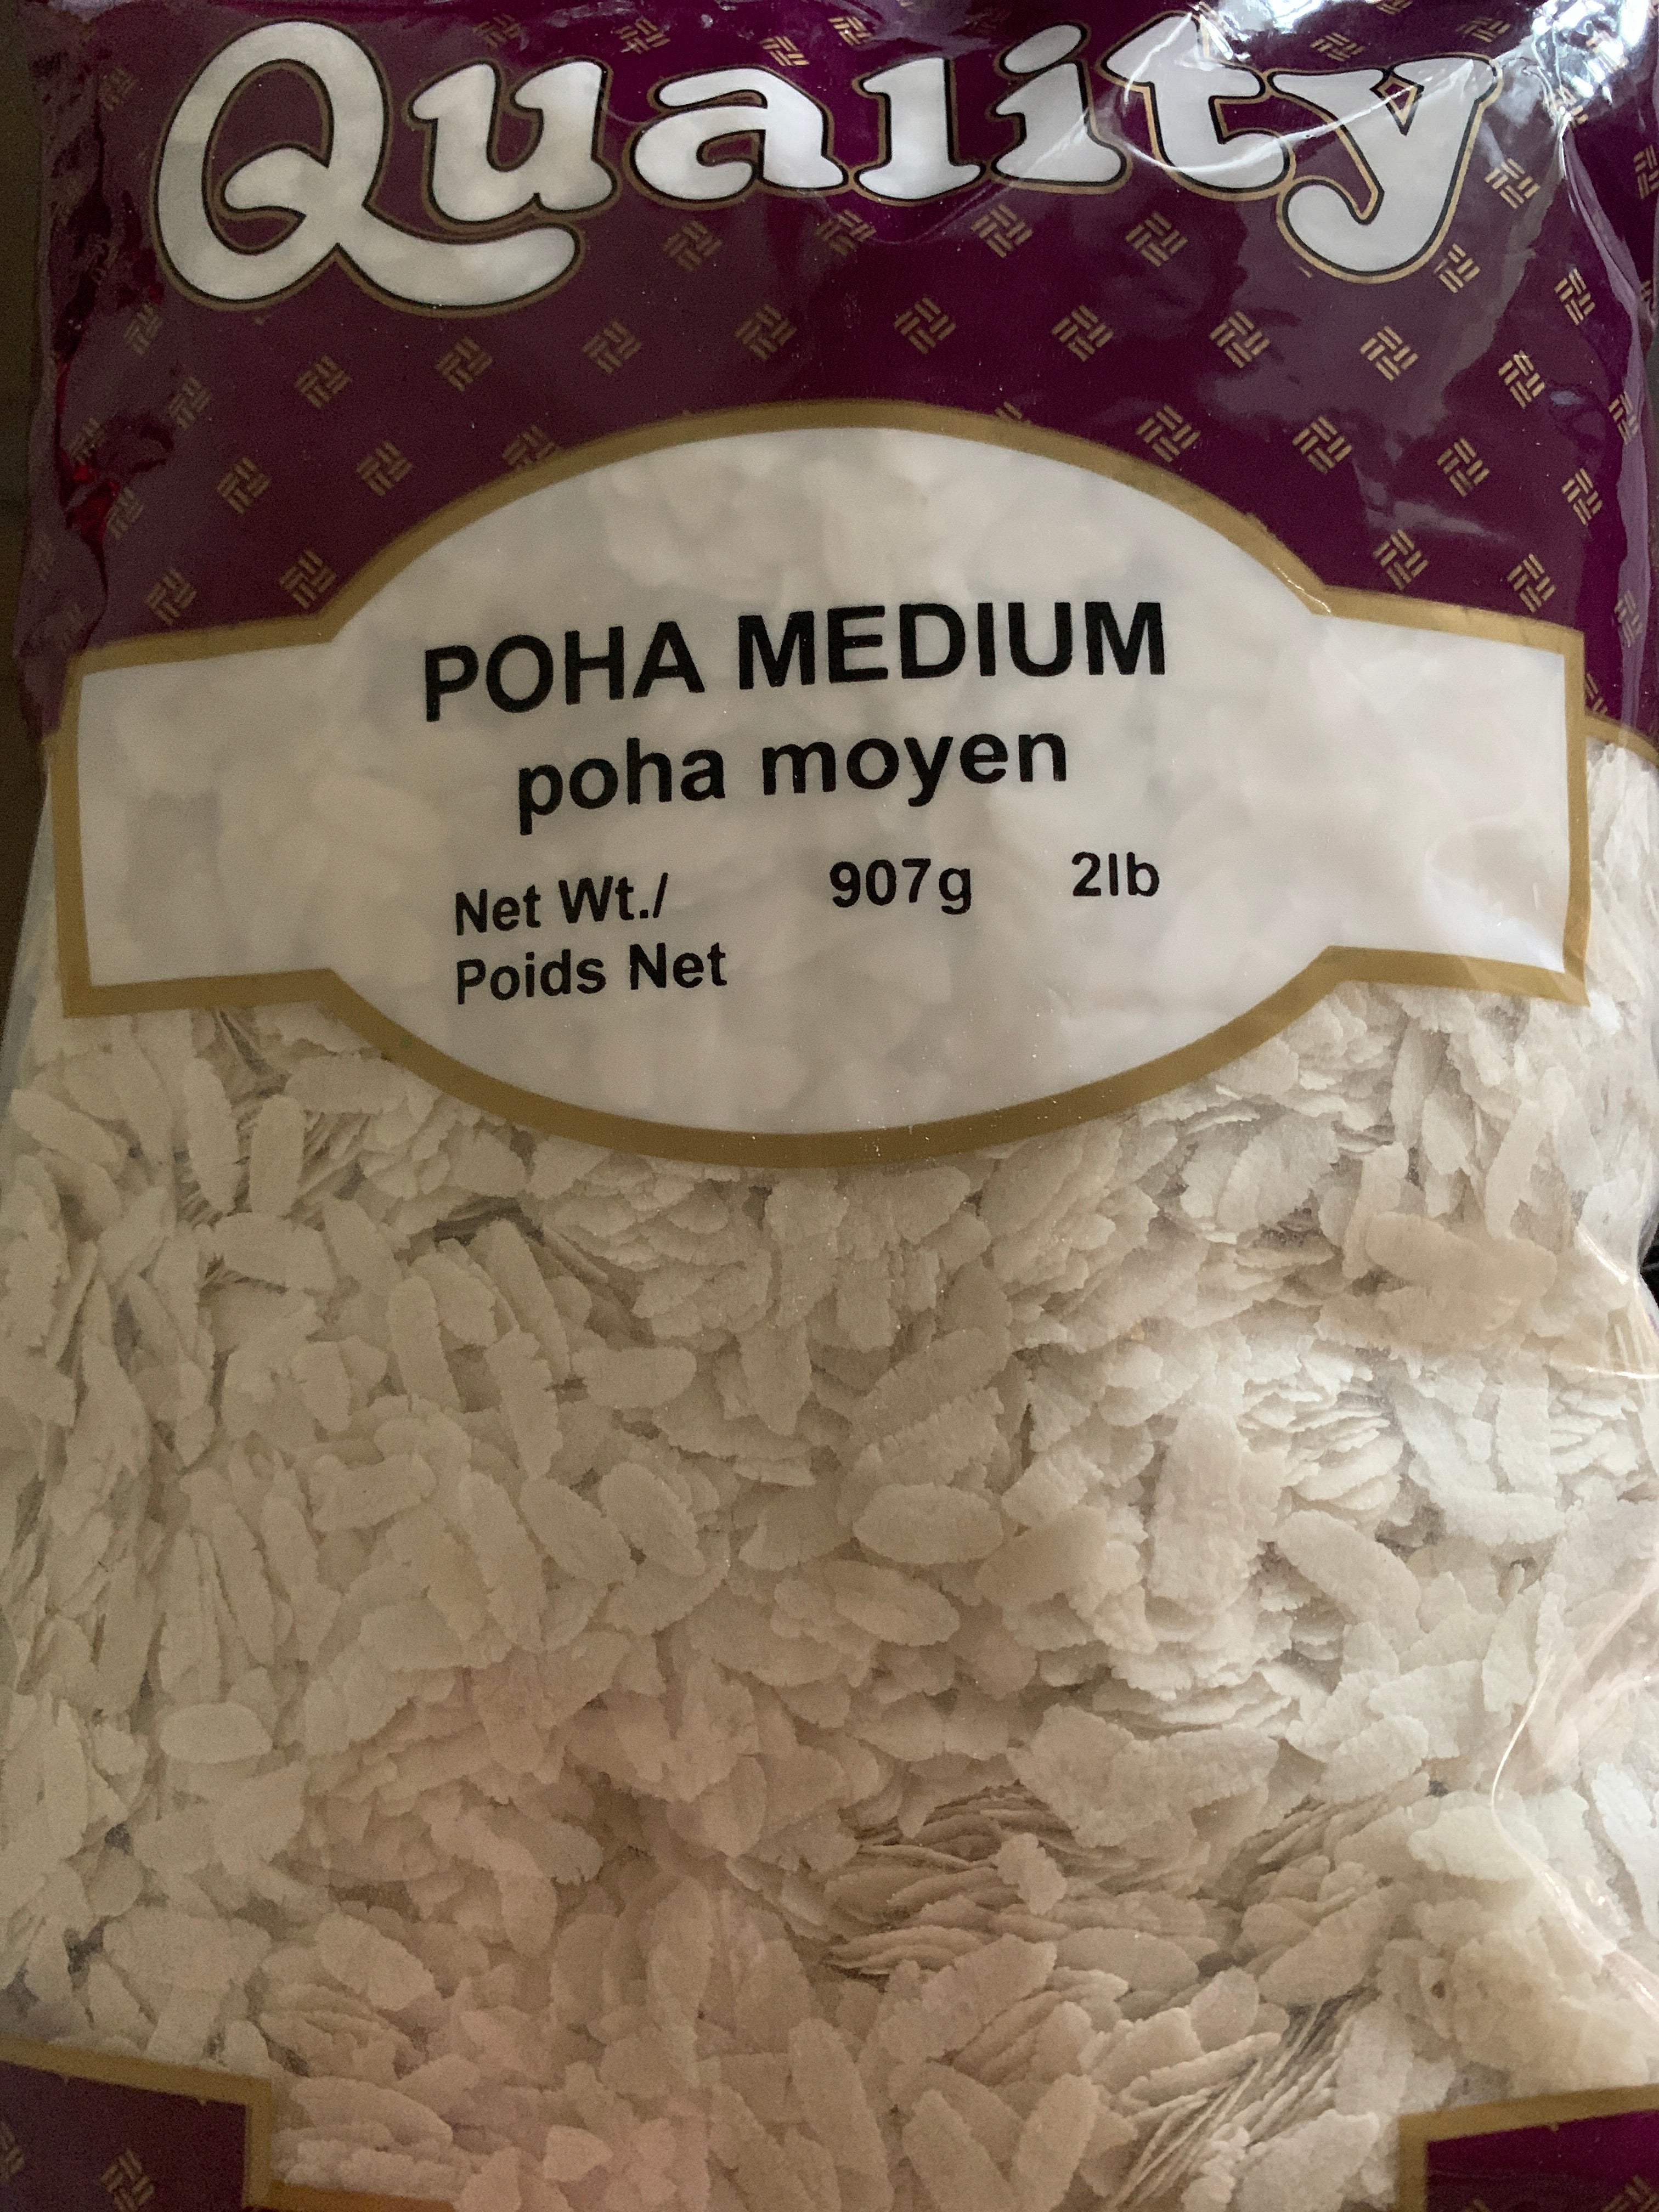 Quality
POHA MEDIUM
poha moyen
Net Wt./ 907g 2lb
Poids Net